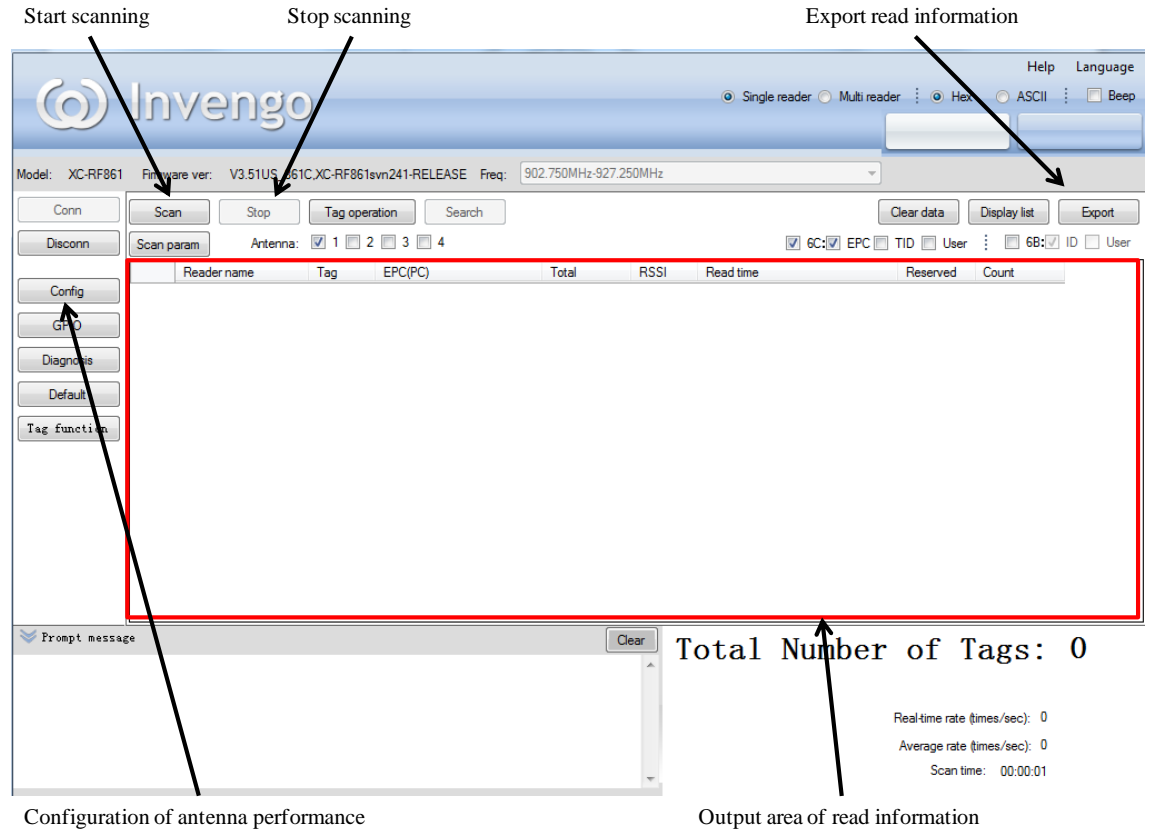 Start scanning Stop scanning Export read information
Help Language
Invengo
Single reader Multi reader Hex ASCII Beep
Model: XC-RF861 Firmware ver: V3.51US_861C,XC-RF861svn241-RELEASE Freq: 902.750MHz-927.250MHz
Conn Scan Stop Tag operation Search Clear data Display list Export
Disconn Scan param Antenna: 1 2 3 4 6C: EPC TID User 6B: ID User
Reader name Tag EPC(PC) Total RSSI Read time Reserved Count
Config
GPIO
Diagnosis
Default
Tag function
Prompt message Clear
Total Number of Tags: 0
Real-time rate (times/sec): 0
Average rate (times/sec): 0
Scan time: 00:00:01
Configuration of antenna performance Output area of read information